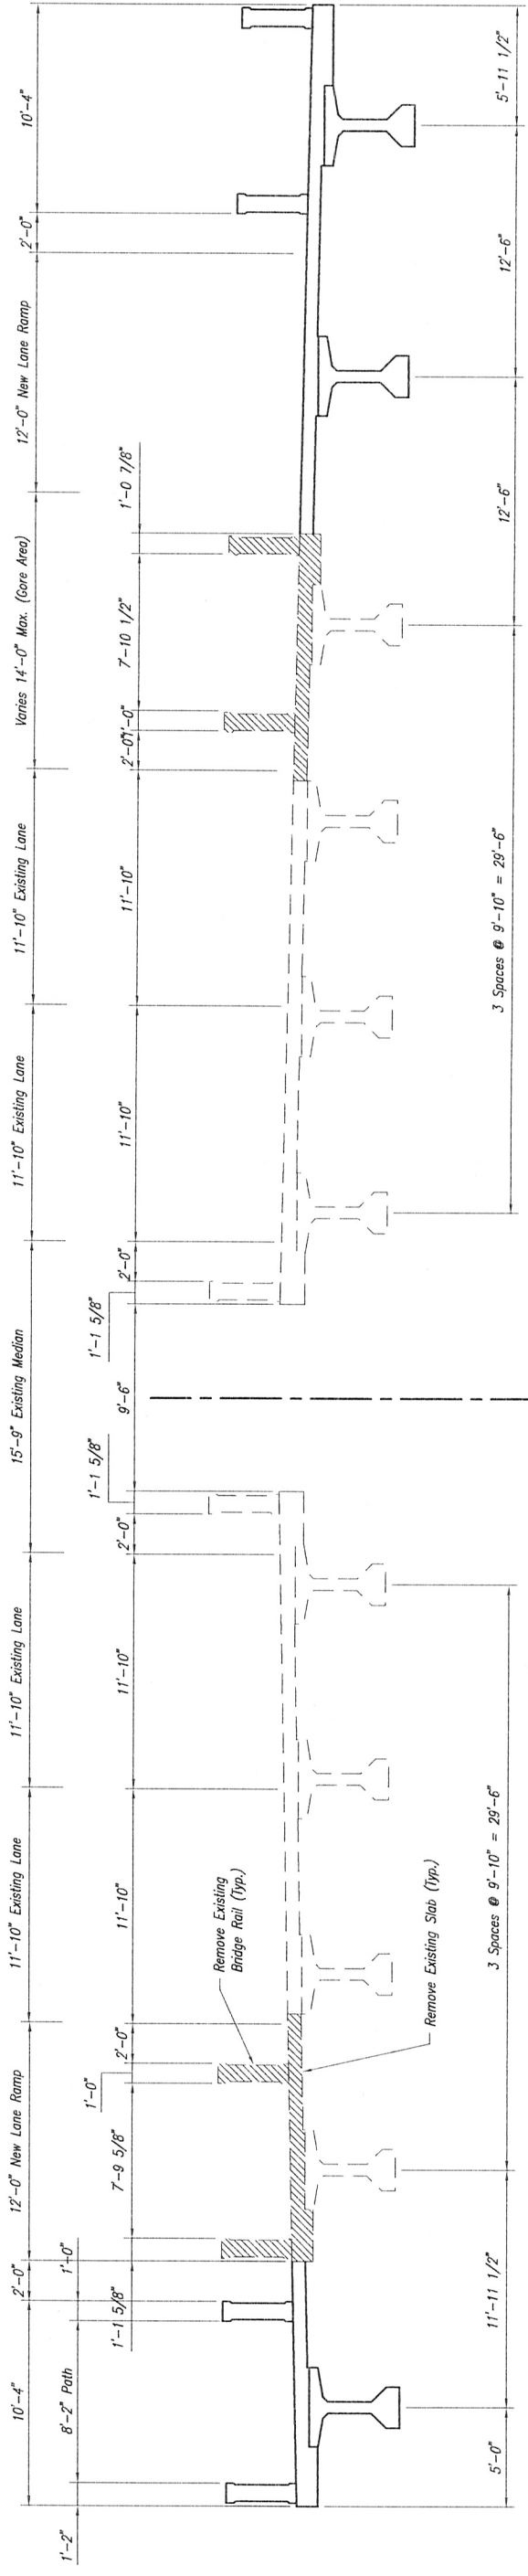 10'-4"
2'-0"
12'-0" New Lane Ramp
11'-10" Existing Lane
11'-10" Existing Lane
15'-9" Existing Median
11'-10" Existing Lane
11'-10" Existing Lane
Varies 14'-0" Max. (Gore Area)
12'-0" New Lane Ramp
2'-0"
10'-4"
1'-2"
8'-2" Path
1'-0"
1'-1 5/8"
7'-9 5/8"
1'-0"
2'-0"
11'-10"
11'-10"
2'-0"
1'-1 5/8"
9'-6"
1'-1 5/8"
2'-0"
11'-10"
11'-10"
2'-0"
1'-0"
7'-10 1/2"
1'-0 7/8"
Remove Existing
Bridge Rail (Typ.)
Remove Existing Slab (Typ.)
5'-0"
11'-11 1/2"
3 Spaces @ 9'-10" = 29'-6"
3 Spaces @ 9'-10" = 29'-6"
12'-6"
12'-6"
5'-11 1/2"